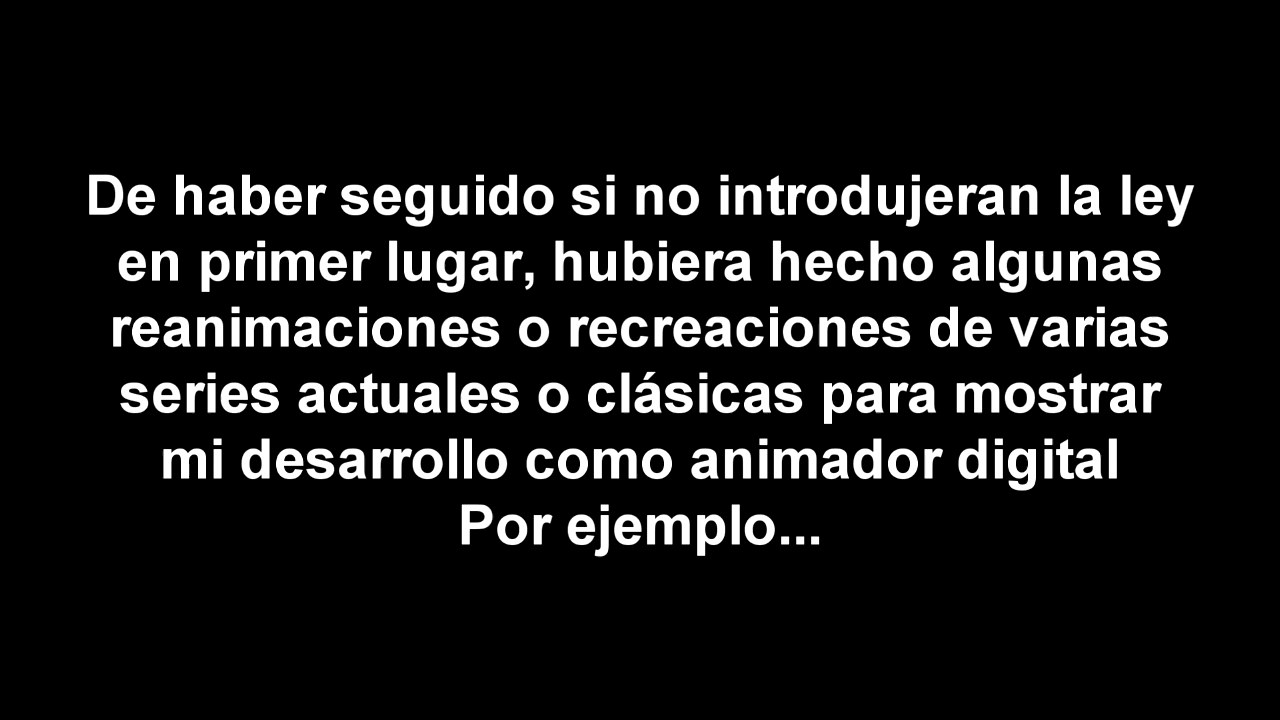 De haber seguido si no introdujeran la ley
en primer lugar, hubiera hecho algunas
reanimaciones o recreaciones de varias
series actuales o clásicas para mostrar
mi desarrollo como animador digital
Por ejemplo...